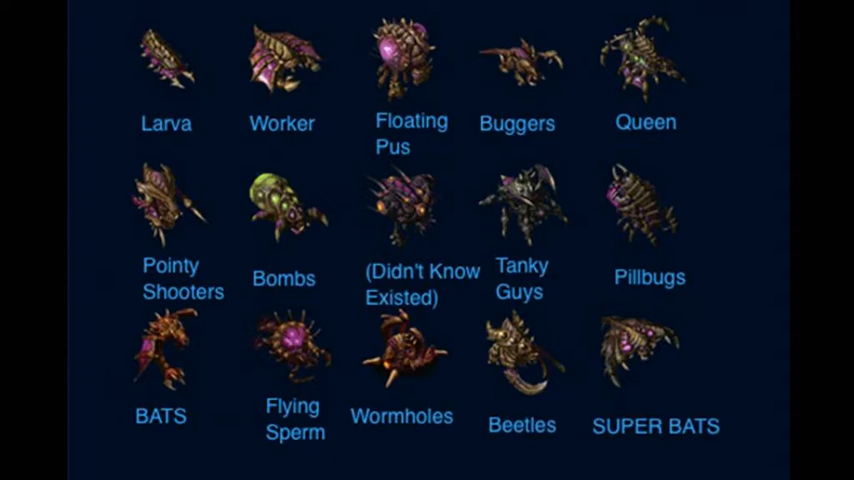 Larva
Worker
Floating
Pus
Buggers
Queen
Pointy
Shooters
Bombs
(Didn't Know
Existed)
Tanky
Guys
Pillbugs
BATS
Flying
Sperm
Wormholes
Beetles
SUPER BATS